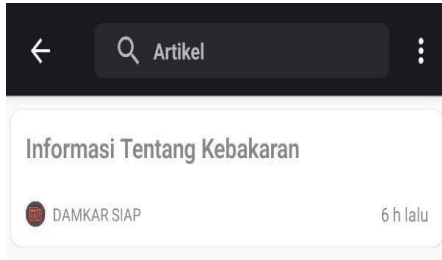 Artikel
Informasi Tentang Kebakaran
DAMKAR SIAP 6 h lalu